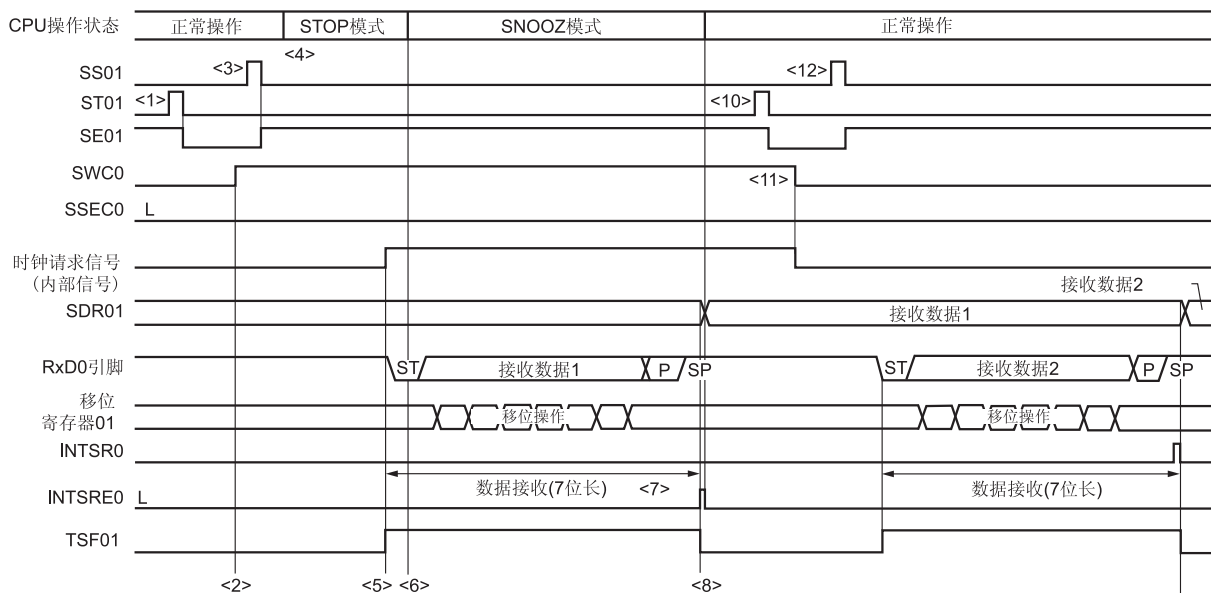 CPU操作状态 正常操作 STOP模式 SNOOZ模式 正常操作
<4>
SS01 <3> <12>
ST01 <1> <10>
SE01
SWC0 <11>
SSEC0 L
时钟请求信号
(内部信号)
接收数据2
SDR01 接收数据1
RxD0引脚 ST 接收数据1 P SP ST 接收数据2 P SP
移位
寄存器01 移位操作 移位操作
INTSR0
数据接收(7位长) <7> 数据接收(7位长)
INTSRE0 L
TSF01
<2> <5> <6> <8>